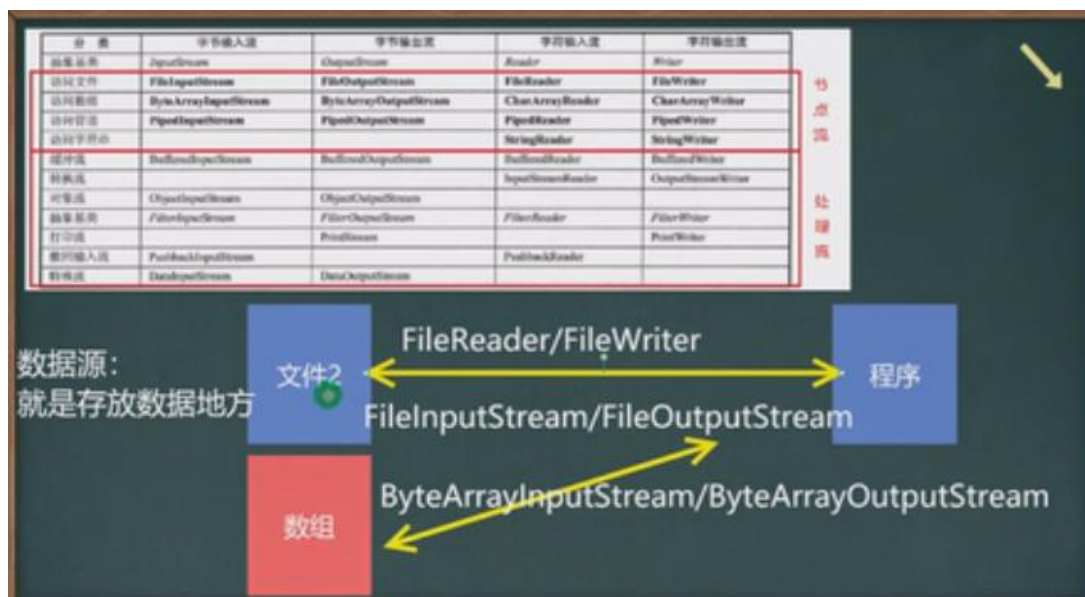 分 类 字节输入流 字节输出流 字符输入流 字符输出流
抽象基类 InputStream OutputStream Reader Writer
访问文件 FileInputStream FileOutputStream FileReader FileWriter
访问数组 ByteArrayInputStream ByteArrayOutputStream CharArrayReader CharArrayWriter
访问管道 PipedInputStream PipedOutputStream PipedReader PipedWriter
访问字符串 StringReader StringWriter
缓冲流 BufferedInputStream BufferedOutputStream BufferedReader BufferedWriter
转换流 InputStreamReader OutputStreamWriter
对象流 ObjectInputStream ObjectOutputStream
抽象基类 FilterInputStream FilterOutputStream FilterReader FilterWriter
打印流 PrintStream PrintWriter
推回输入流 PushbackInputStream PushbackReader
特殊流 DataInputStream DataOutputStream
节点流
处理流
FileReader/FileWriter
数据源：
文件2 程序
就是存放数据地方
FileInputStream/FileOutputStream
ByteArrayInputStream/ByteArrayOutputStream
数组